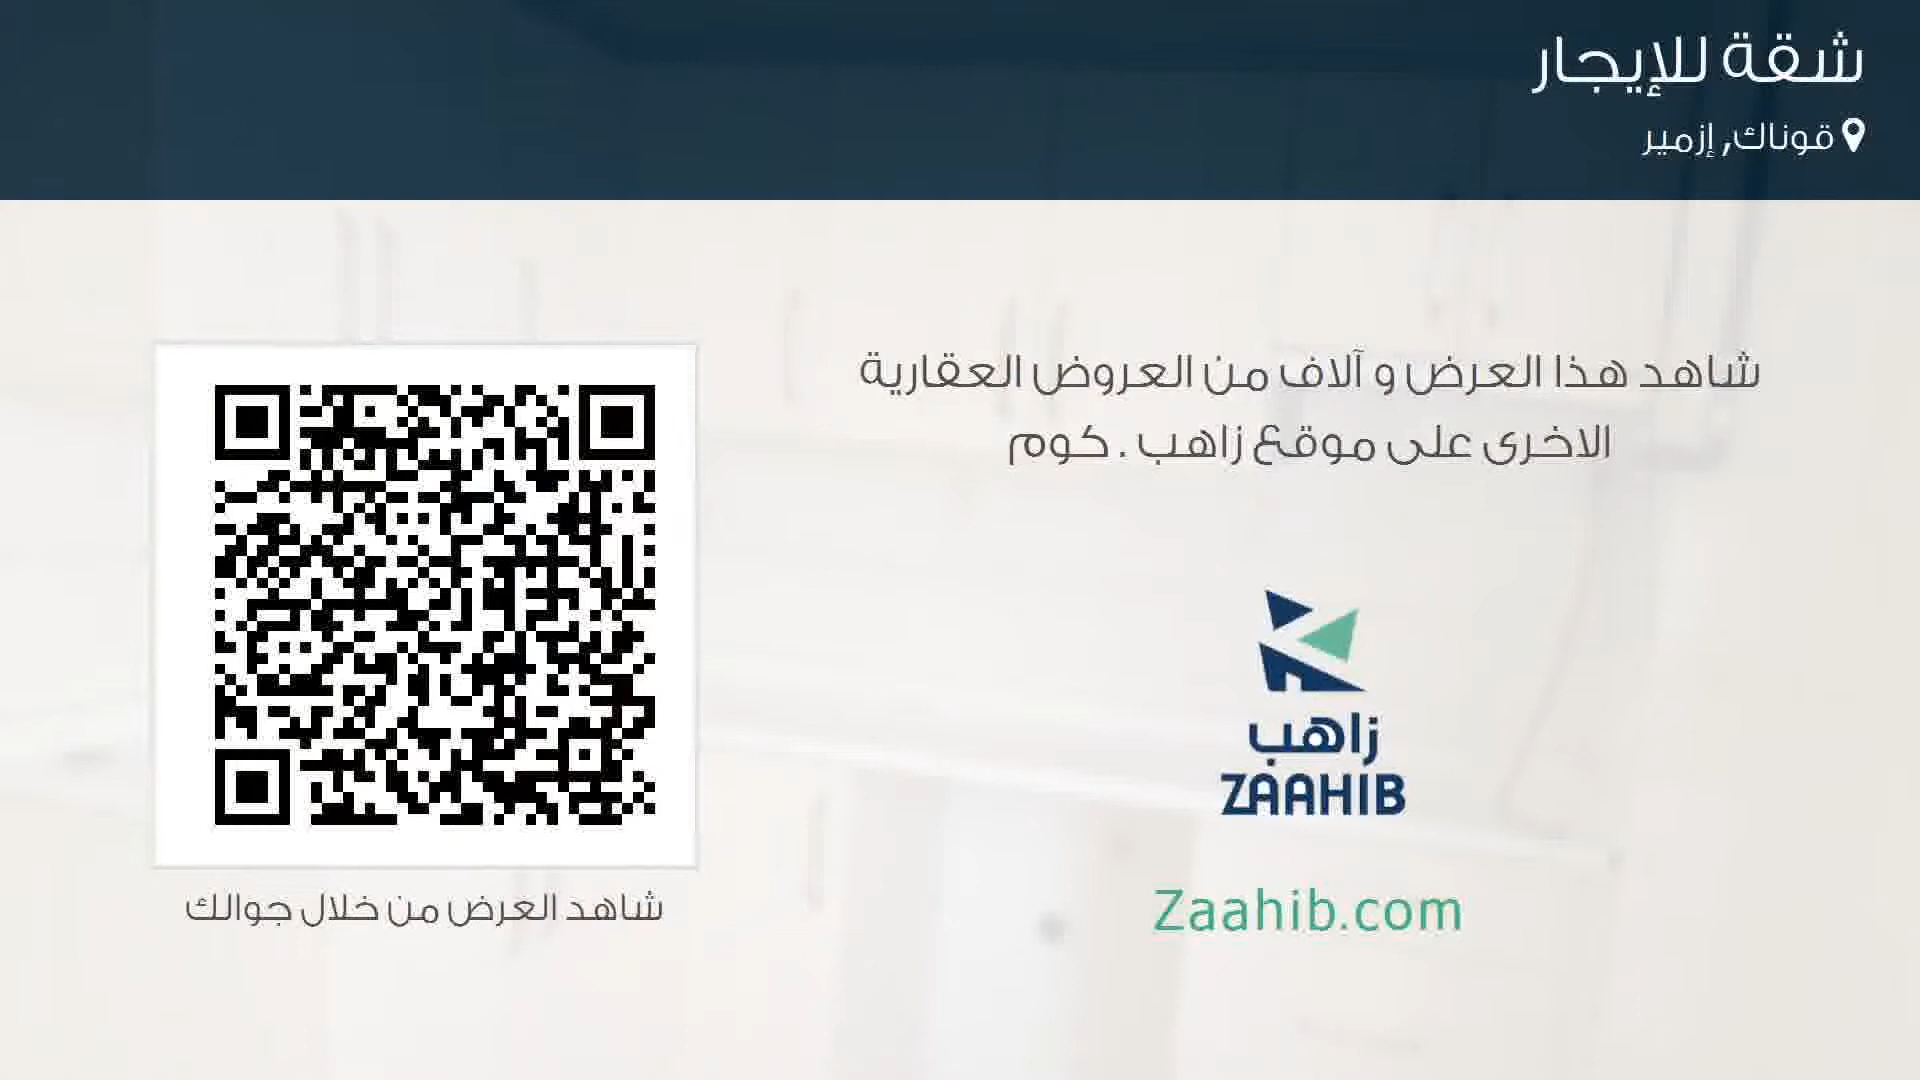 شقة للإيجار
قوناك, إزمير
شاهد هذا العرض و آلاف من العروض العقارية
الاخرى على موقع زاهب . كوم
زاهب
ZAAHIB
Zaahib.com
شاهد العرض من خلال جوالك